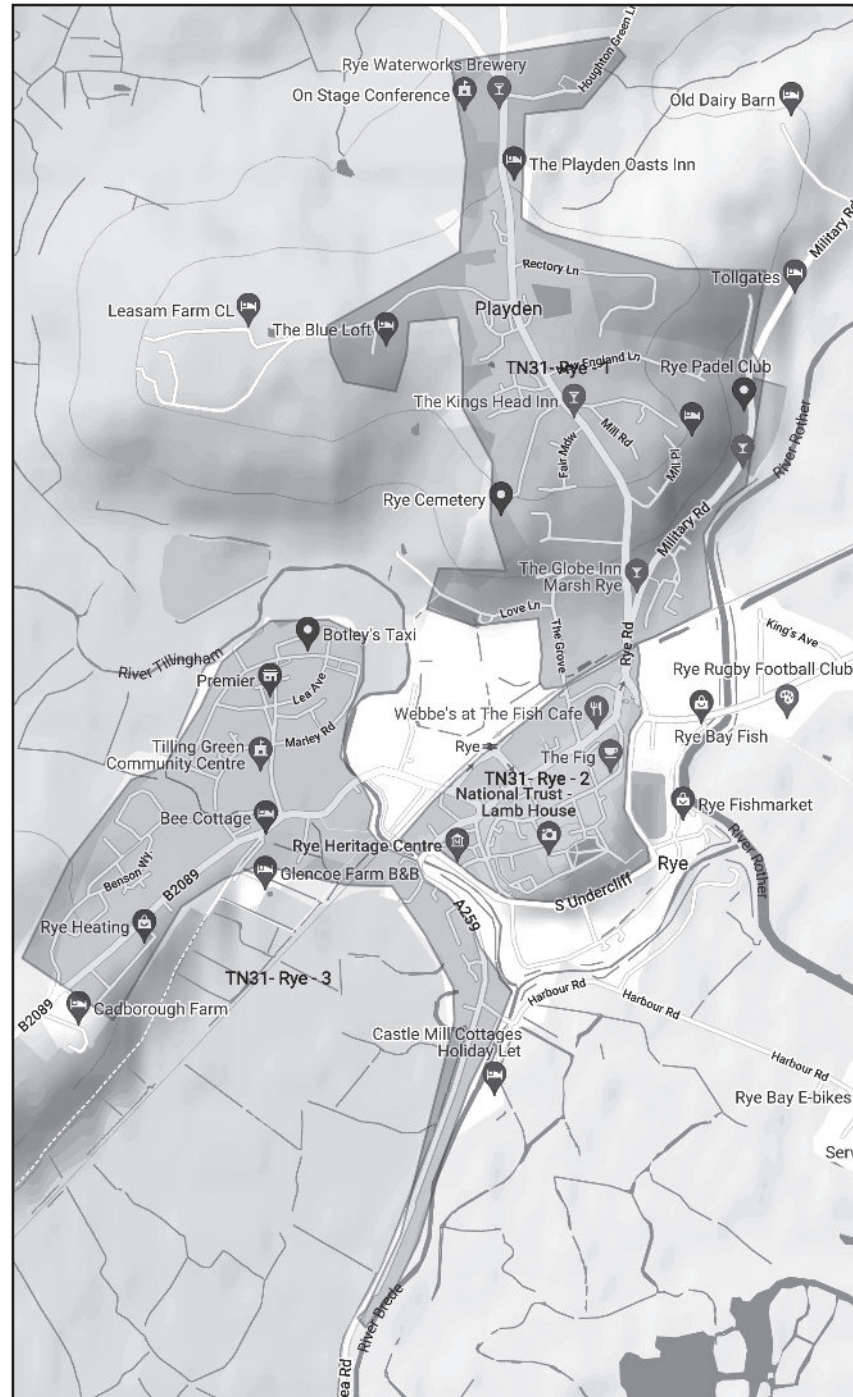 Rye Waterworks Brewery
On Stage Conference
Houghton Green Ln
Old Dairy Barn
The Playden Oasts Inn
Military Rd
Rectory Ln
Tollgates
Leasam Farm CL
Playden
The Blue Loft
England Ln
TN31- Rye - 1
Rye Padel Club
The Kings Head Inn
Mill Rd
Fair Mdw
Mill Pl
River Rother
Rye Cemetery
Military Rd
The Globe Inn
Marsh Rye
Love Ln
The Grove
Rye Rd
King's Ave
Botley's Taxi
River Tillingham
Premier
Lea Ave
Rye Rugby Football Club
Webbe's at The Fish Cafe
Marley Rd
Rye Bay Fish
Tilling Green
Community Centre
Rye
The Fig
TN31- Rye - 2
National Trust -
Lamb House
Rye Fishmarket
Bee Cottage
River Rother
Rye Heritage Centre
Rye
Benson Wy.
B2089
Glencoe Farm B&B
S Undercliff
A259
Rye Heating
TN31- Rye - 3
Harbour Rd
Harbour Rd
B2089
Cadborough Farm
Castle Mill Cottages
Holiday Let
Harbour Rd
Rye Bay E-bikes
Serv
River Brede
ea Rd